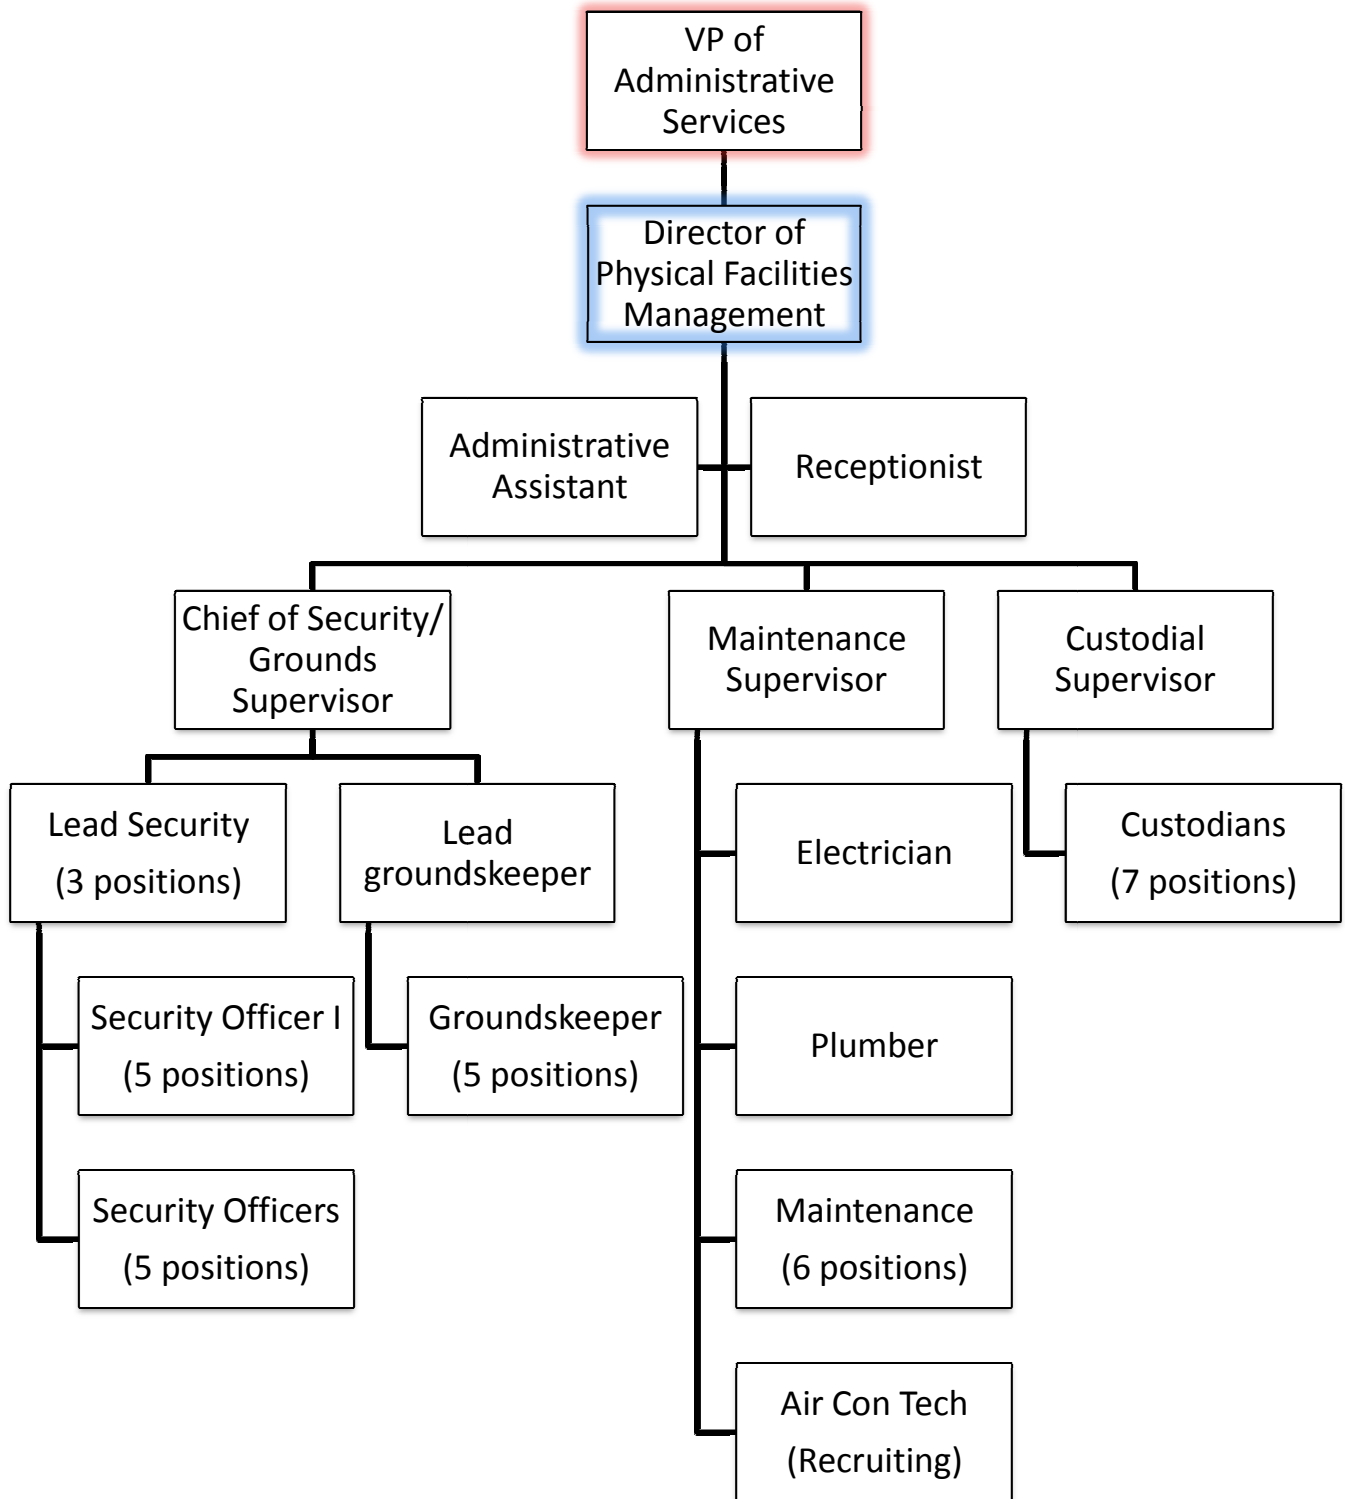 VP of
Administrative
Services
Director of
Physical Facilities
Management
Administrative
Assistant
Receptionist
Chief of Security/
Grounds
Supervisor
Maintenance
Supervisor
Custodial
Supervisor
Lead Security
(3 positions)
Lead
groundskeeper
Electrician
Custodians
(7 positions)
Security Officer I
(5 positions)
Groundskeeper
(5 positions)
Plumber
Security Officers
(5 positions)
Maintenance
(6 positions)
Air Con Tech
(Recruiting)